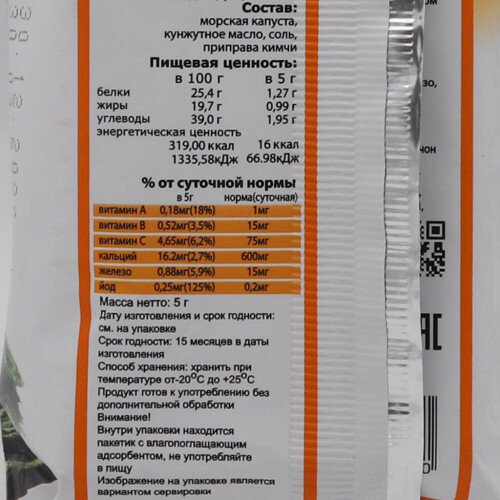 Состав:
морская капуста,
кунжутное масло, соль,
приправа кимчи
Пищевая ценность:
в 100 г в 5 г
белки 25,4 г 1,27 г
жиры 19,7 г 0,99 г
углеводы 39,0 г 1,95 г
энергетическая ценность
319,00 ккал 16 ккал
1335,58кДж 66.98кДж
% от суточной нормы
в 5г норма(суточная)
витамин А 0,18мг(18%) 1мг
витамин В 0,52мг(3,5%) 15мг
витамин С 4,65мг(6,2%) 75мг
кальций 16.2мг(2,7%) 600мг
железо 0,88мг(5,9%) 15мг
йод 0,25мг(125%) 0,2мг
Масса нетто: 5 г
Дату изготовления и срок годности:
см. на упаковке
Срок годности: 15 месяцев в даты
изготовления
Способ хранения: хранить при
температуре от-20°C до +25°C
Продукт готов к употреблению без
дополнительной обработки
Внимание!
Внутри упаковки находится
пакетик с влагопоглощающим
адсорбентом, не употребляйте
в пищу
Изображение на упаковке является
вариантом сервировки